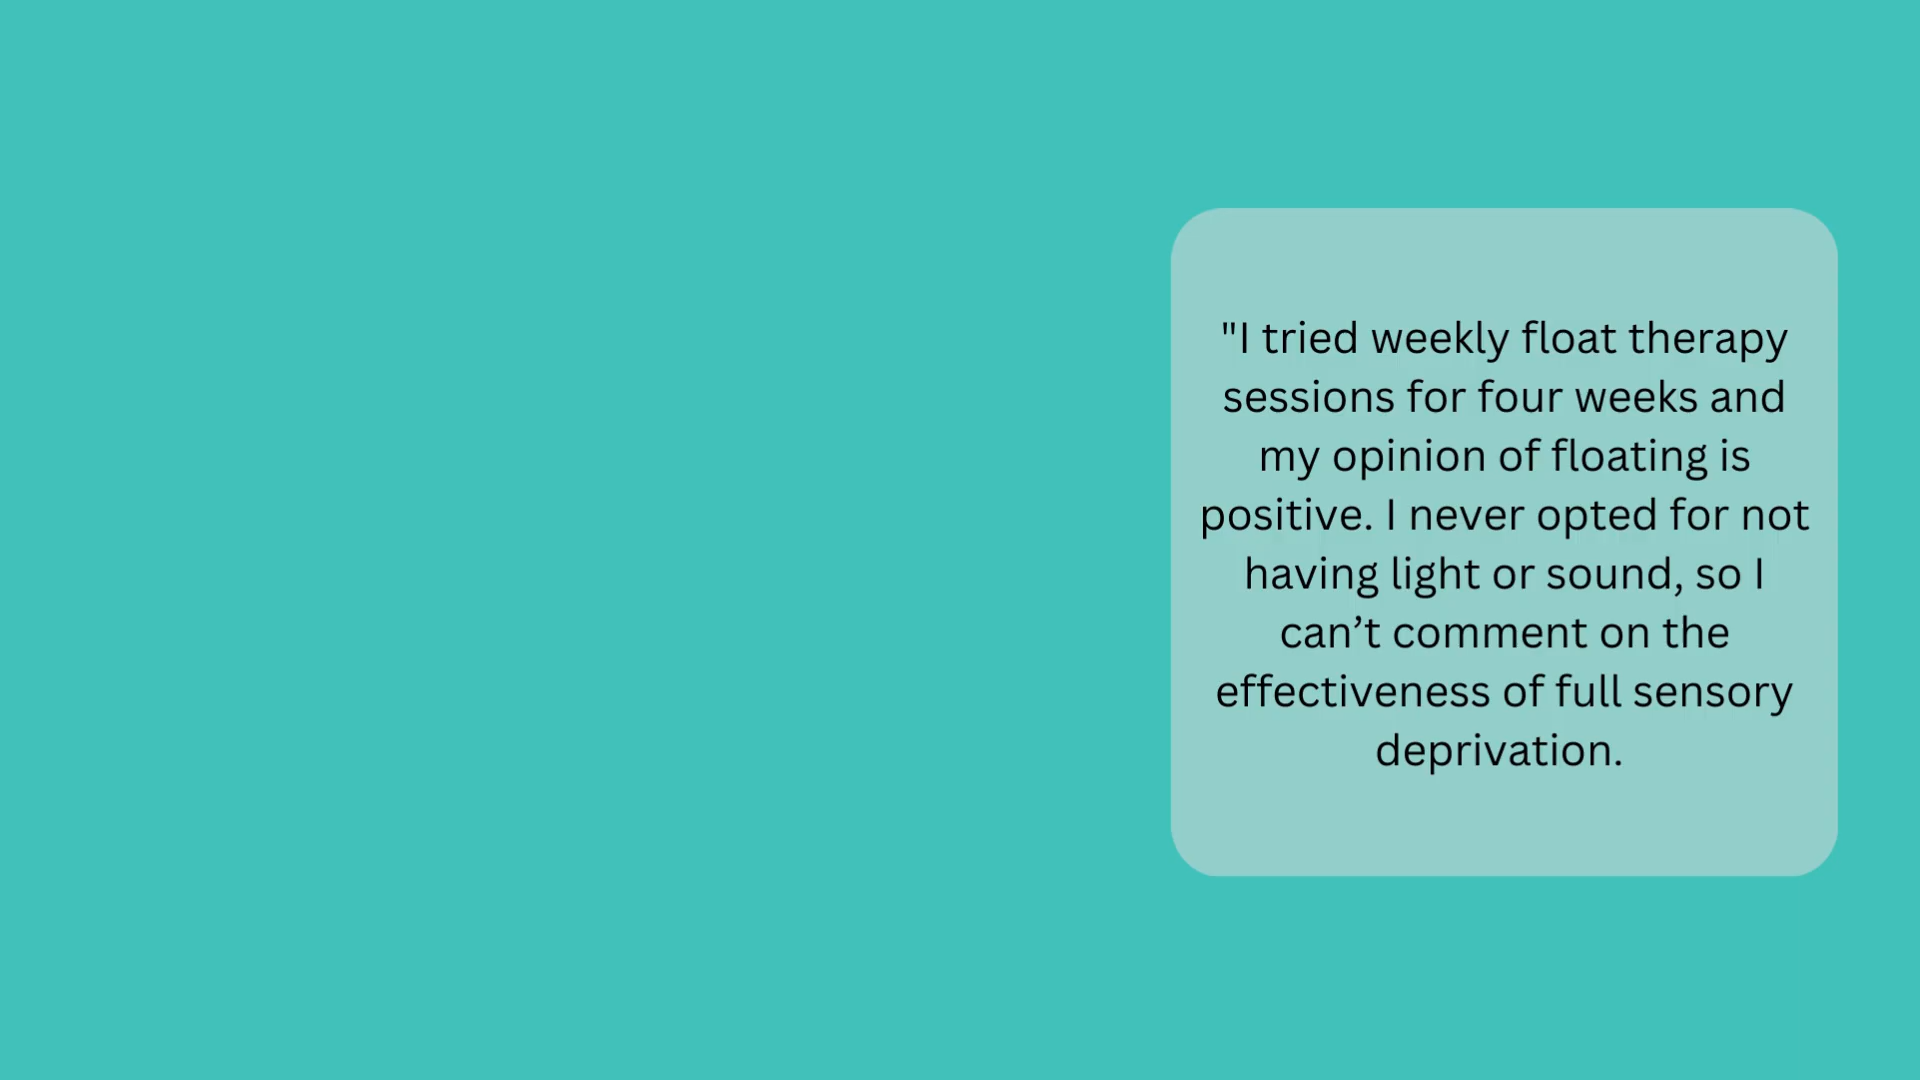 "I tried weekly float therapy
sessions for four weeks and
my opinion of floating is
positive. I never opted for not
having light or sound, so I
can’t comment on the
effectiveness of full sensory
deprivation.